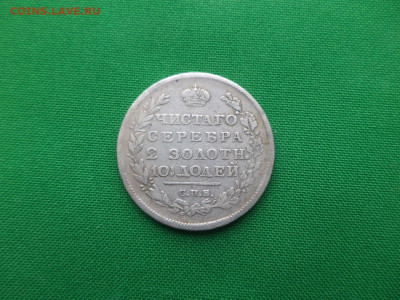 COINS.LAVE.RU
ЧИСТАГО
СЕРЕБРА
2 ЗОЛОТН.
10. ДОЛЕЙ
С.П.Б.